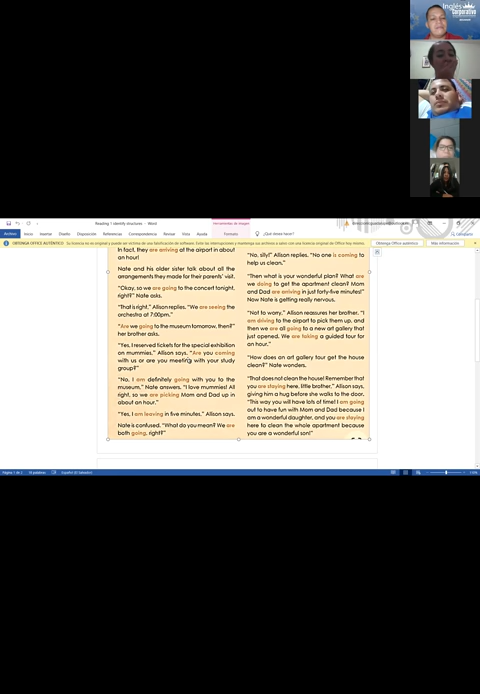 Inglés
Corporativo
Reading 1 identify structures - Word
Herramientas de imagen
Archivo Inicio Insertar Diseño Disposición Referencias Correspondencia Revisar Vista Ayuda Formato ¿Qué desea hacer?
Compartir
OBTENGA OFFICE AUTÉNTICO
Obtenga Office auténtico Más información
In fact, they are arriving at the airport in about
an hour!
Nate and his older sister talk about all the
arrangements they made for their parents' visit.
"Okay, so we are going to the concert tonight,
right?" Nate asks.
"That is right," Alison replies. "We are seeing the
orchestra at 7:00pm."
"Are we going to the museum tomorrow, then?"
her brother asks.
"Yes, I reserved tickets for the special exhibition
on mummies," Alison says. "Are you coming
with us or are you meeting with your study
group?"
"No, I am definitely going with you to the
museum," Nate answers. "I love mummies! All
right, so we are picking Mom and Dad up in
about an hour."
"Yes, I am leaving in five minutes," Alison says.
Nate is confused. "What do you mean? We are
both going, right?"
"No, silly!" Alison replies. "No one is coming to
help us clean."
"Then what is your wonderful plan? What are
we doing to get the apartment clean? Mom
and Dad are arriving in just forty-five minutes!"
Now Nate is getting really nervous.
"Not to worry," Alison reassures her brother. "I
am driving to the airport to pick them up, and
then we are all going to a new art gallery that
just opened. We are taking a guided tour for
an hour."
"How does an art gallery tour get the house
clean?" Nate wonders.
"That does not clean the house! Remember that
you are staying here, little brother," Alison says,
giving him a hug before she walks to the door.
"This way you will have lots of time! I am going
out to have fun with Mom and Dad because I
am a wonderful daughter, and you are staying
here to clean the whole apartment because
you are a wonderful son!"
Página 1 de 2 Español (El Salvador)